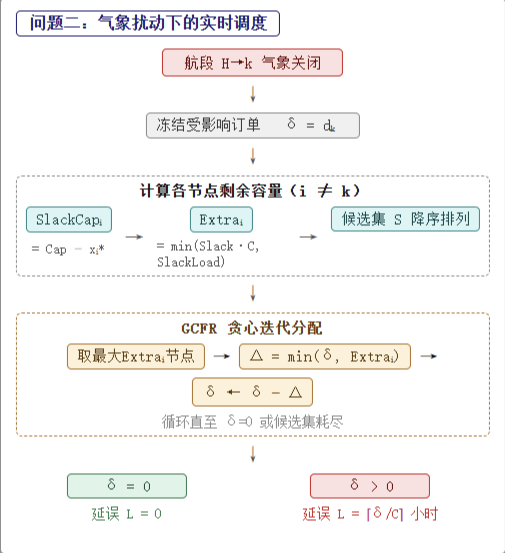 问题二：气象扰动下的实时调度
航段 H→k 气象关闭
↓
冻结受影响订单 δ = dₖ
↓
计算各节点剩余容量（i ≠ k）
SlackCapᵢ → Extraᵢ → 候选集 S 降序排列
= Cap − xᵢ*
= min(Slack·C,
SlackLoad)
↓
GCFR 贪心迭代分配
取最大Extraᵢ节点 → △ = min(δ, Extraᵢ) →
δ ← δ − △
循环直至 δ=0 或候选集耗尽
↓
δ = 0
δ > 0
延误 L = 0
延误 L = ⌈δ/C⌉ 小时